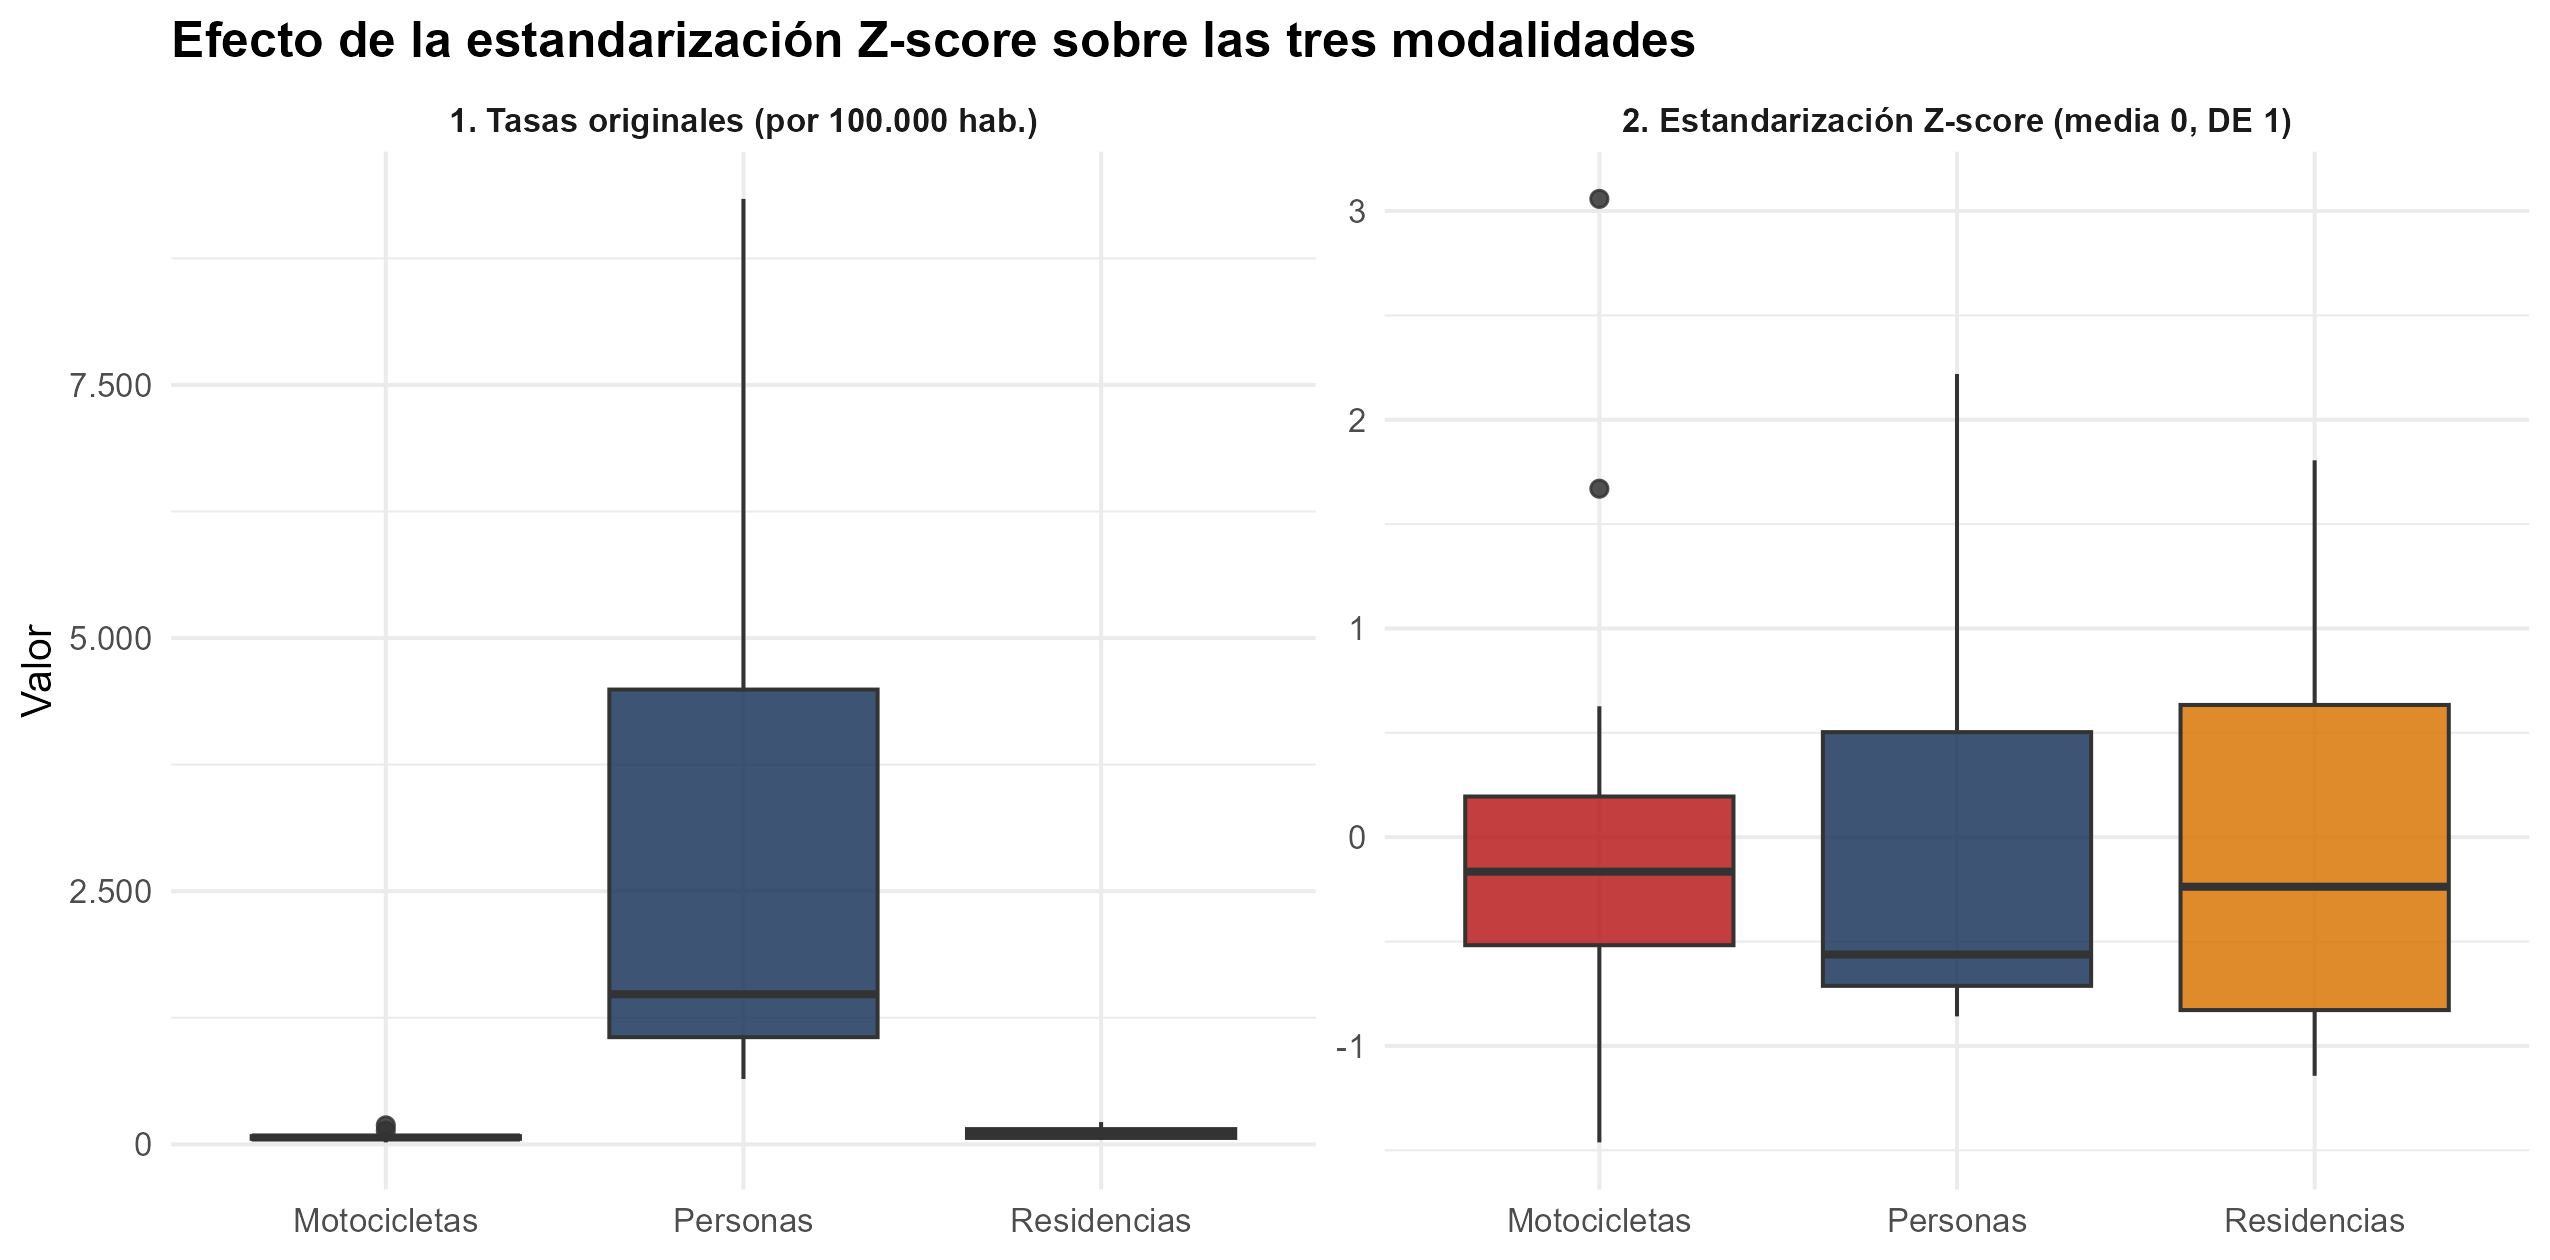 Efecto de la estandarización Z-score sobre las tres modalidades
1. Tasas originales (por 100.000 hab.)
2. Estandarización Z-score (media 0, DE 1)
Valor
7.500
5.000
2.500
0
3
2
1
0
-1
Motocicletas
Personas
Residencias
Motocicletas
Personas
Residencias